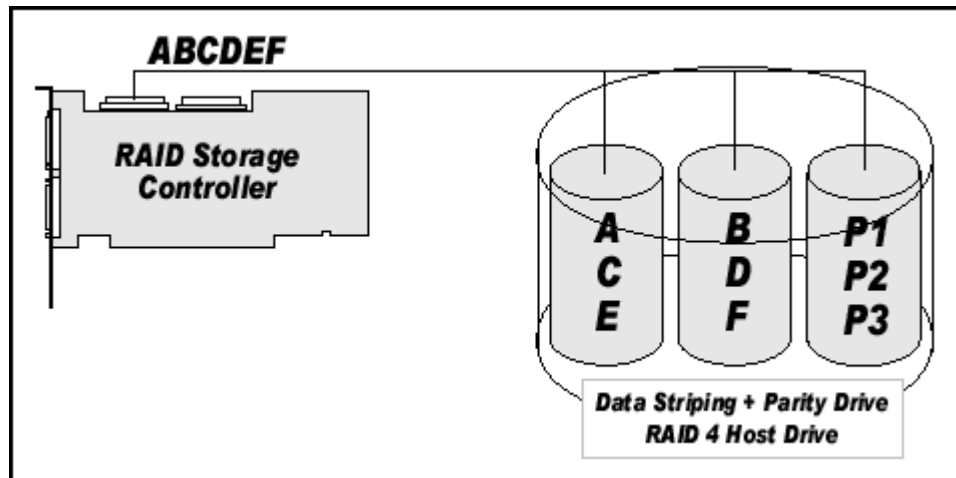 ABCDEF
RAID Storage
Controller
A
C
E
B
D
F
P1
P2
P3
Data Striping + Parity Drive
RAID 4 Host Drive